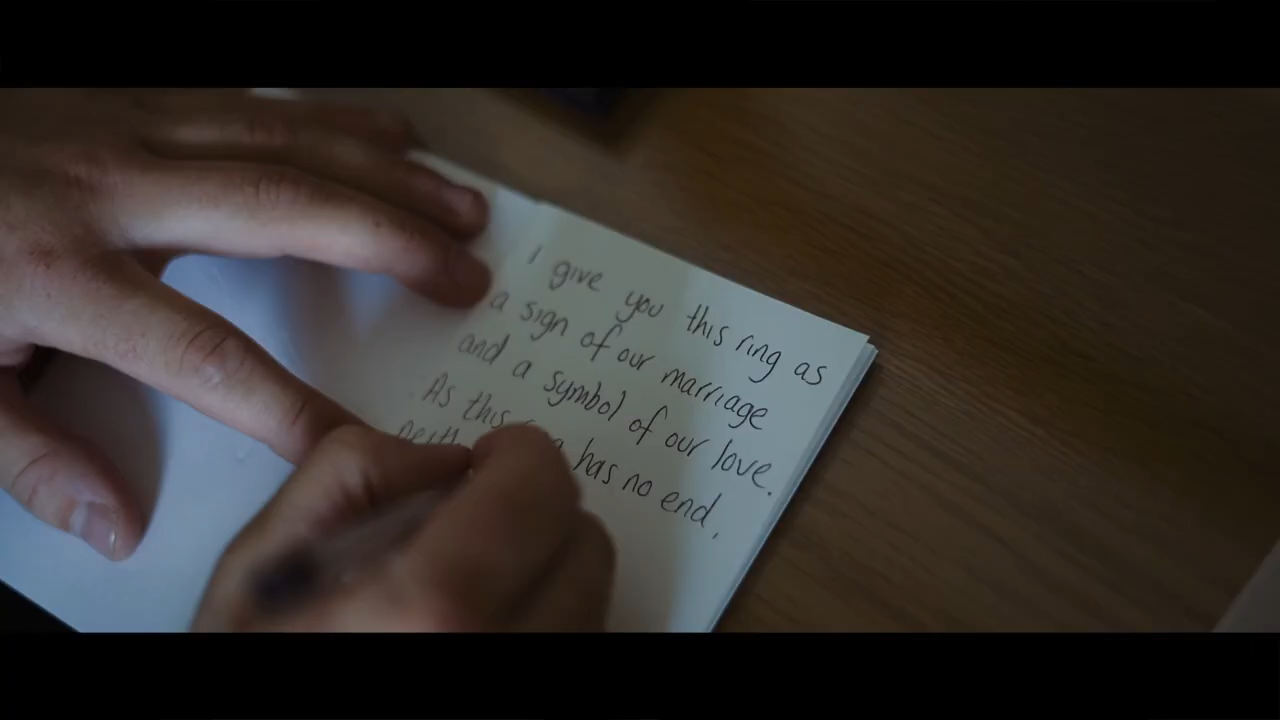 I give you this ring as
a sign of our marriage
and a symbol of our love.
As this has no end,